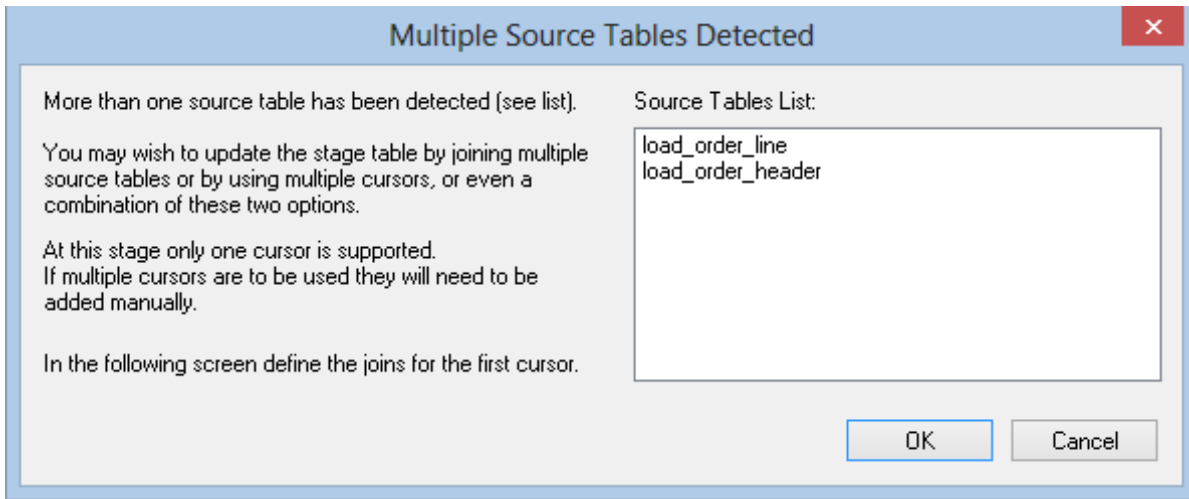 Multiple Source Tables Detected
More than one source table has been detected (see list).
You may wish to update the stage table by joining multiple
source tables or by using multiple cursors, or even a
combination of these two options.
At this stage only one cursor is supported.
If multiple cursors are to be used they will need to be
added manually.
In the following screen define the joins for the first cursor.
Source Tables List:
load_order_line
load_order_header
OK
Cancel